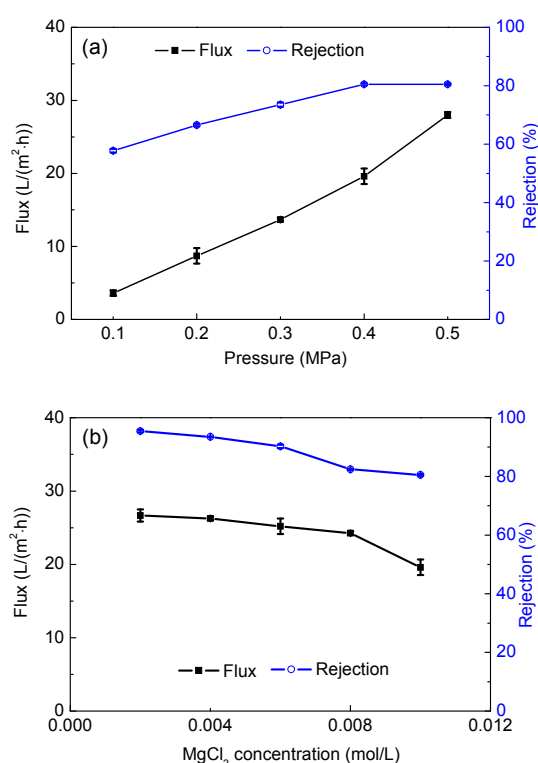 (a)
Flux
Rejection
40
30
20
10
0
Flux (L/(m²·h))
100
80
60
40
20
0
Rejection (%)
0.1 0.2 0.3 0.4 0.5
Pressure (MPa)
(b)
40
30
20
10
0
Flux (L/(m²·h))
100
80
60
40
20
0
Rejection (%)
Flux
Rejection
0.000 0.004 0.008 0.012
MgCl₂ concentration (mol/L)